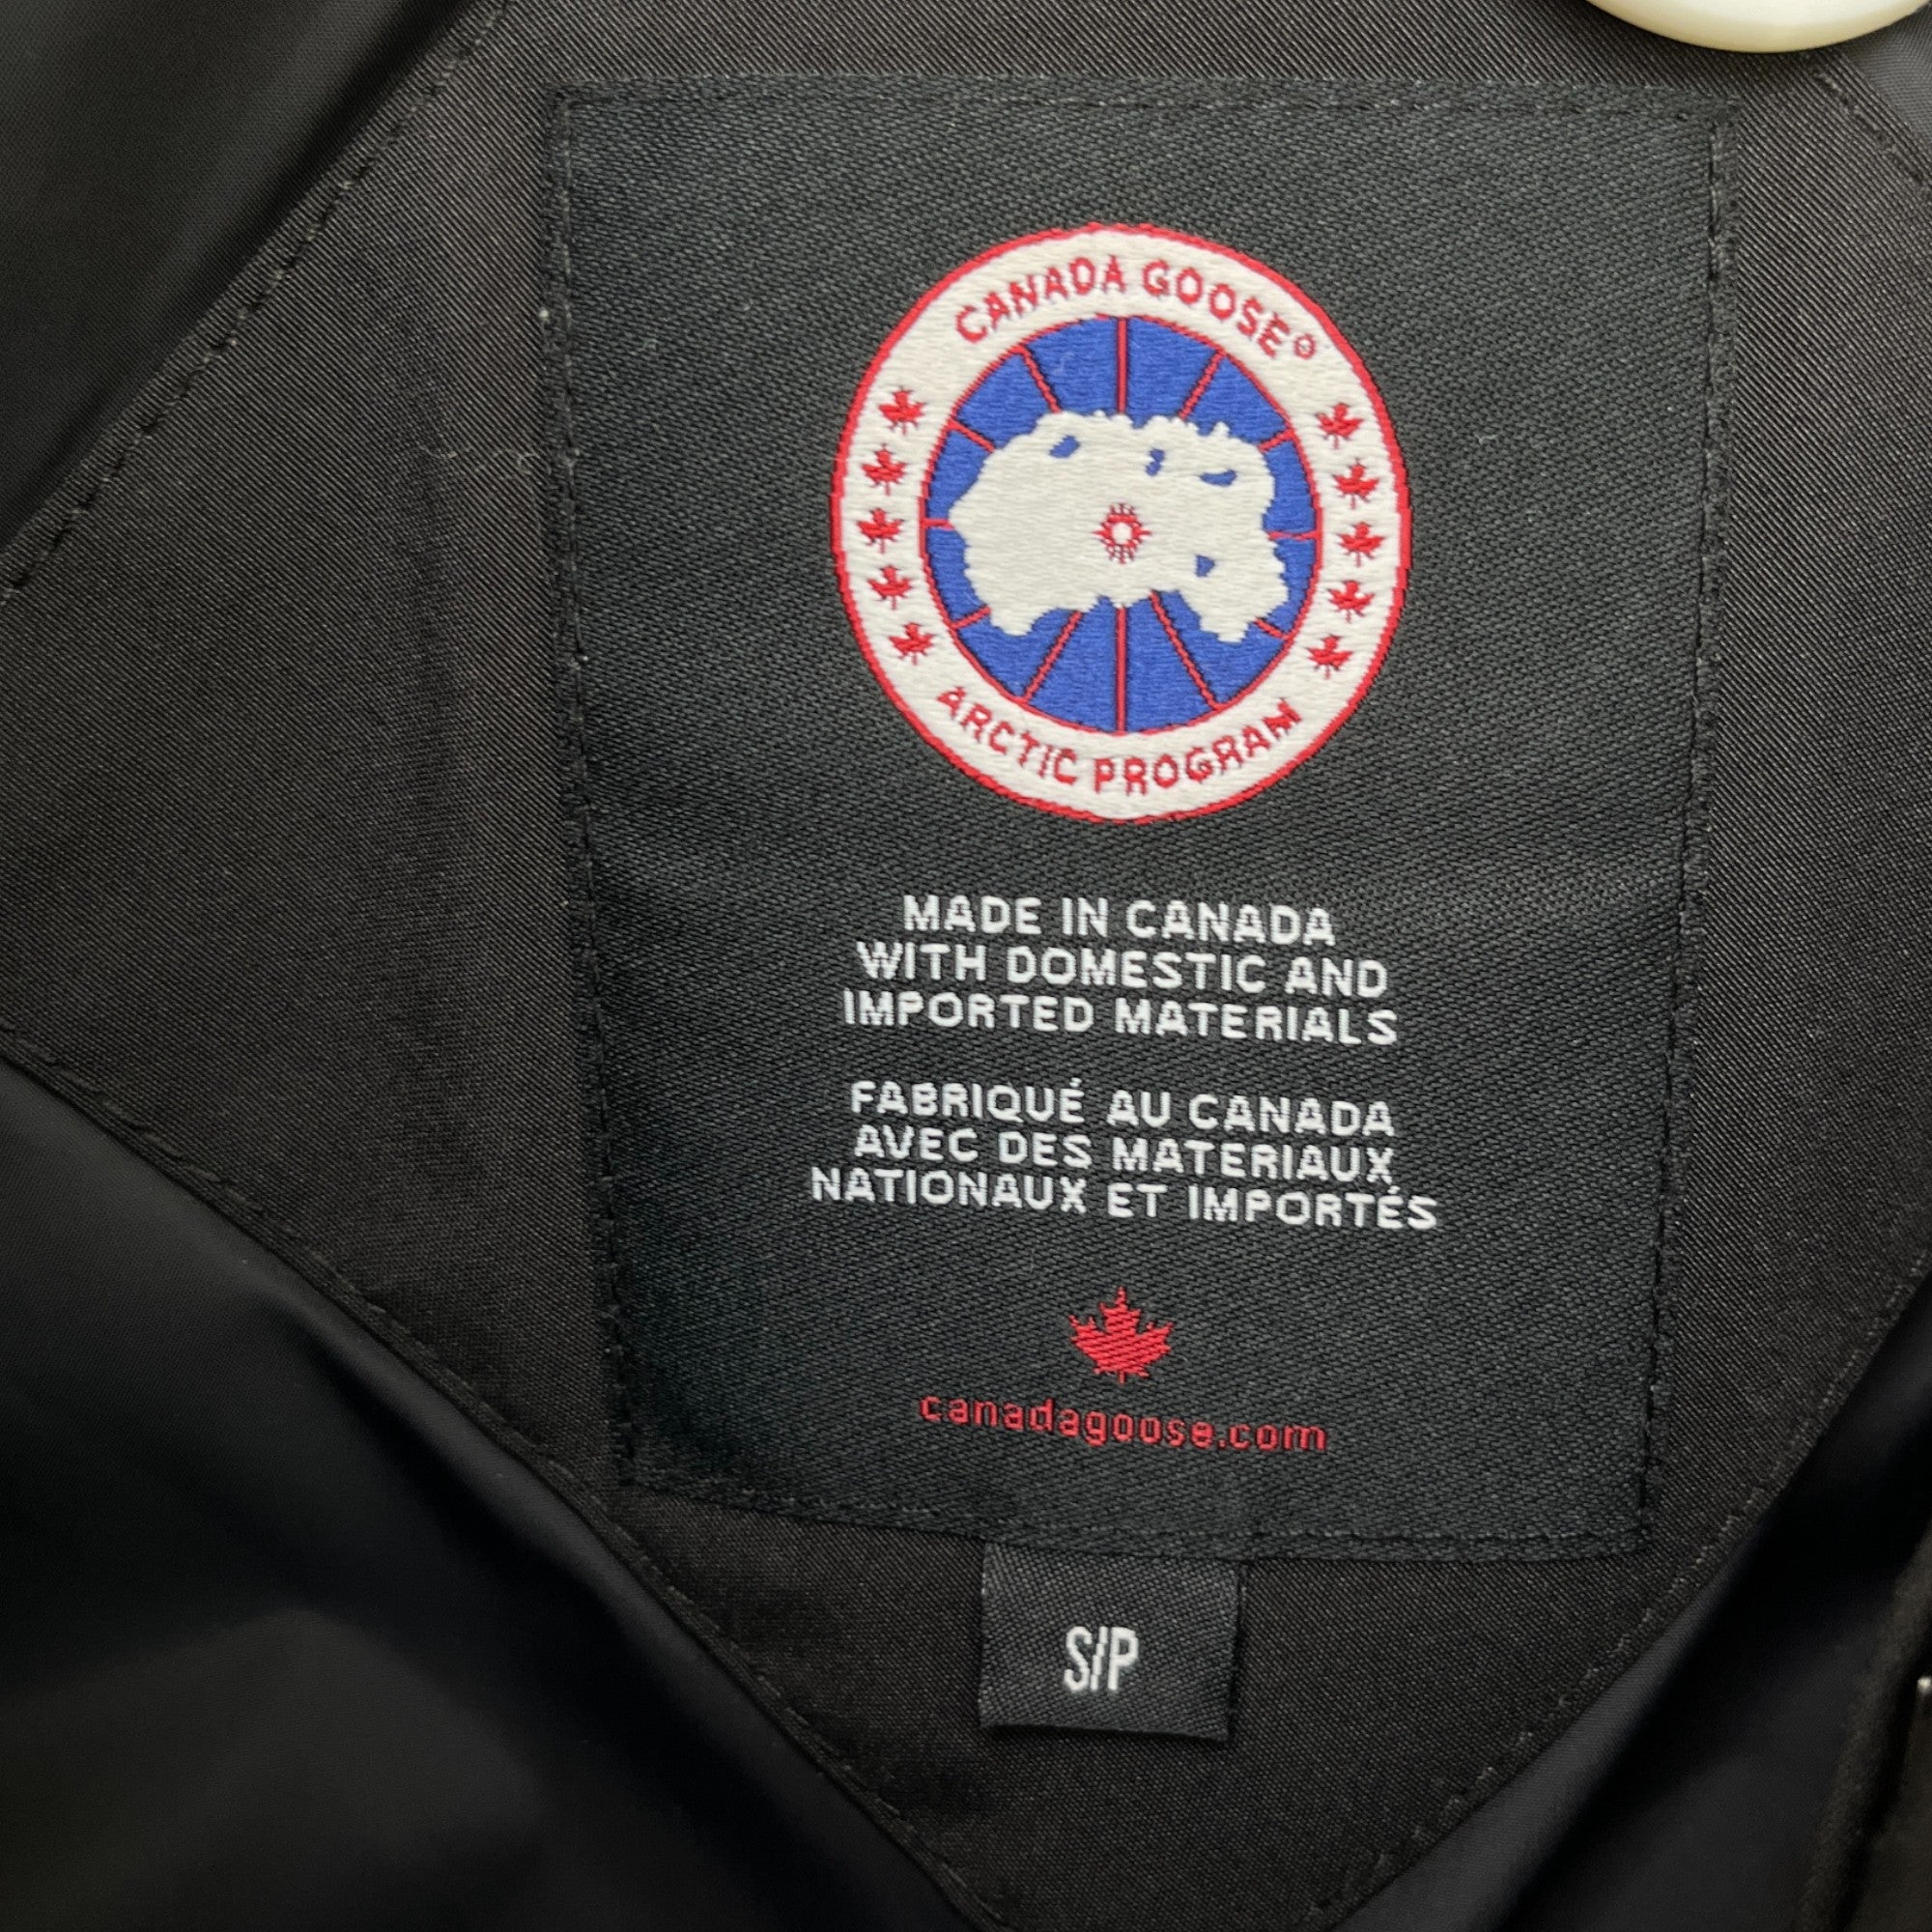 CANADA GOOSE®
ARCTIC PROGRAM
MADE IN CANADA
WITH DOMESTIC AND
IMPORTED MATERIALS
FABRIQUÉ AU CANADA
AVEC DES MATERIAUX
NATIONAUX ET IMPORTÉS
canadagoose.com
S/P